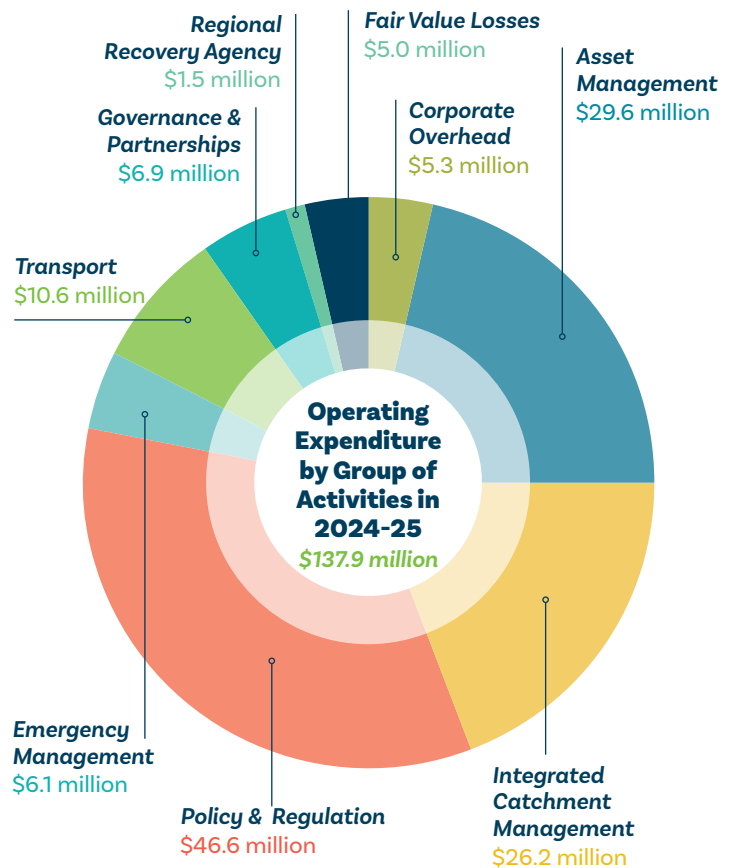 Regional
Recovery Agency
$1.5 million
Fair Value Losses
$5.0 million
Asset
Management
$29.6 million
Governance &
Partnerships
$6.9 million
Corporate
Overhead
$5.3 million
Transport
$10.6 million
Operating
Expenditure
by Group of
Activities in
2024-25
$137.9 million
Emergency
Management
$6.1 million
Policy & Regulation
$46.6 million
Integrated
Catchment
Management
$26.2 million